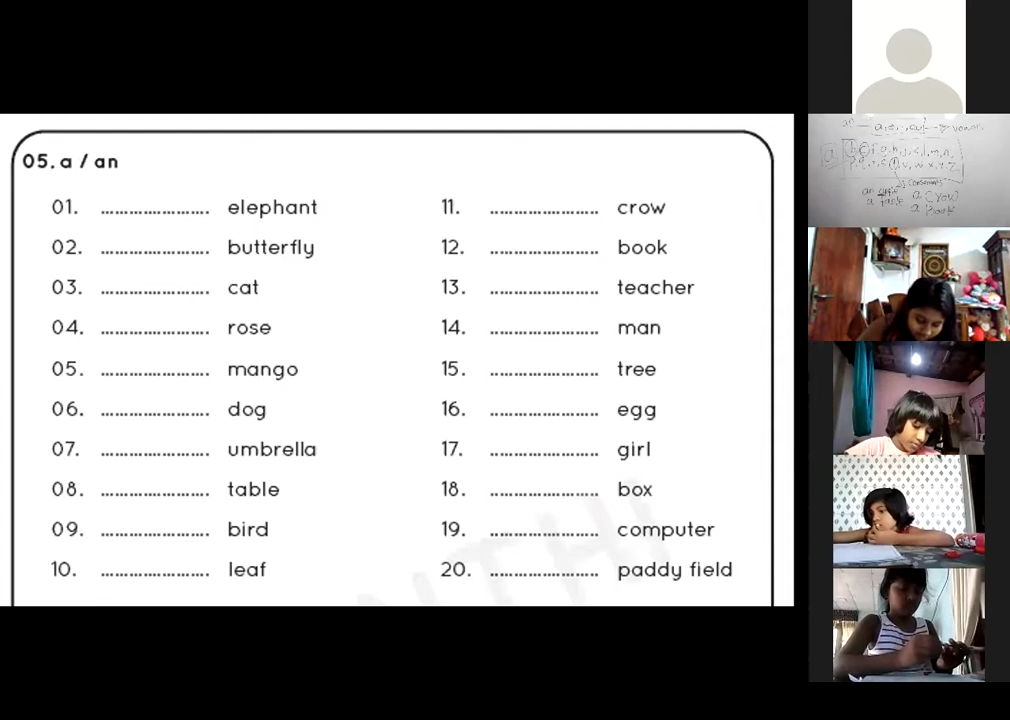 05. a / an
01. ........................ elephant
02. ........................ butterfly
03. ........................ cat
04. ........................ rose
05. ........................ mango
06. ........................ dog
07. ........................ umbrella
08. ........................ table
09. ........................ bird
10. ........................ leaf
11. ........................ crow
12. ........................ book
13. ........................ teacher
14. ........................ man
15. ........................ tree
16. ........................ egg
17. ........................ girl
18. ........................ box
19. ........................ computer
20. ........................ paddy field
a crow
a table